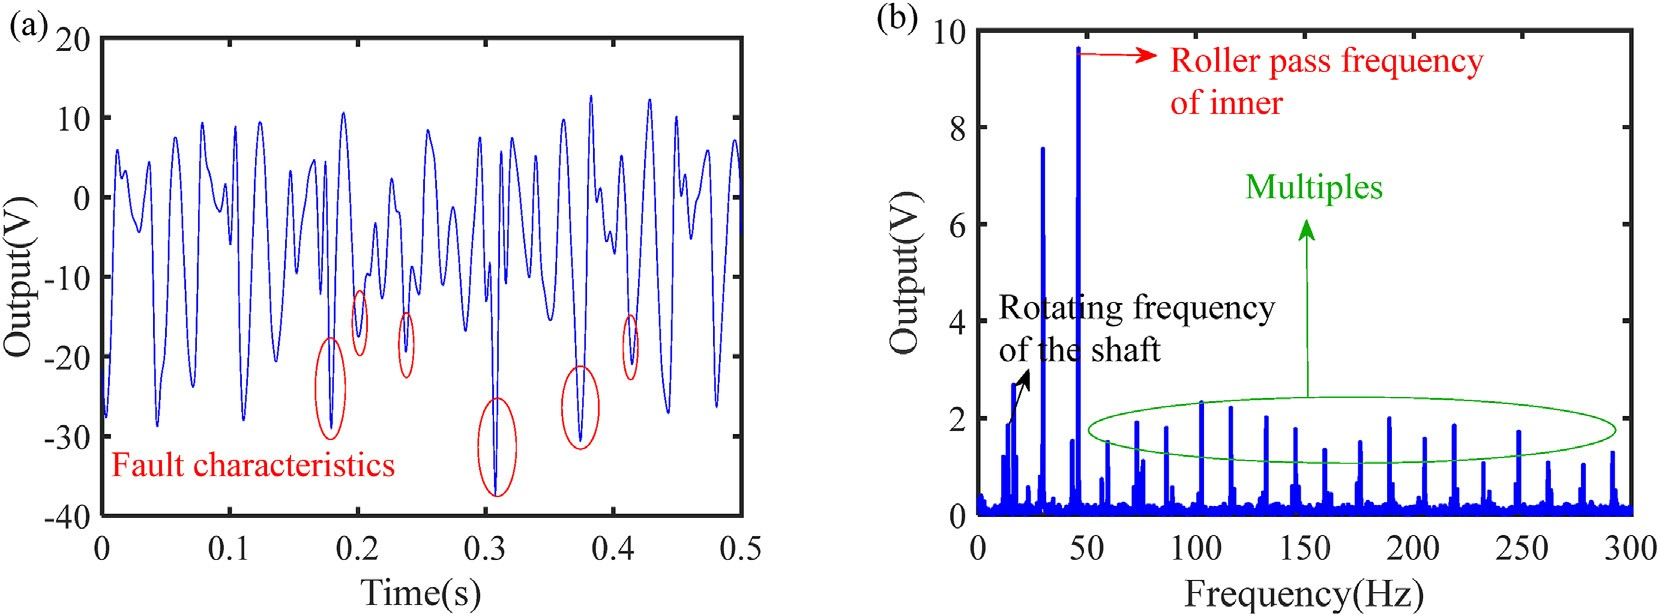 (a)
20
10
0
-10
-20
-30
-40
Output(V)
Fault characteristics
0 0.1 0.2 0.3 0.4 0.5
Time(s)
(b)
10
8
6
4
2
0
Output(V)
Roller pass frequency
of inner
Multiples
Rotating frequency
of the shaft
0 50 100 150 200 250 300
Frequency(Hz)